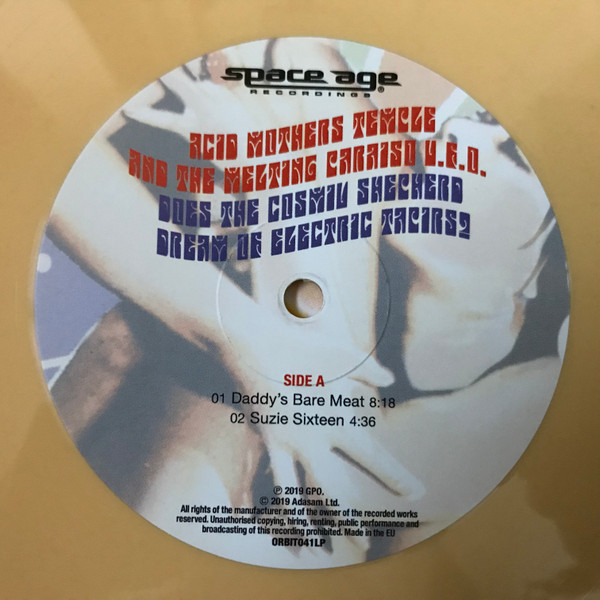 space age®
RECORDINGS
ACID MOTHERS TEMPLE
AND THE MELTING PARAISO U.F.O.
DOES THE COSMIC SHEPHERD
DREAM OF ELECTRIC TAPIRS?
SIDE A
01 Daddy's Bare Meat 8:18
02 Suzie Sixteen 4:36
℗ 2019 GPO.
© 2019 Adasam Ltd.
All rights of the manufacturer and of the owner of the recorded works
reserved. Unauthorised copying, hiring, renting, public performance and
broadcasting of this recording prohibited. Made in the EU
ORBIT041LP